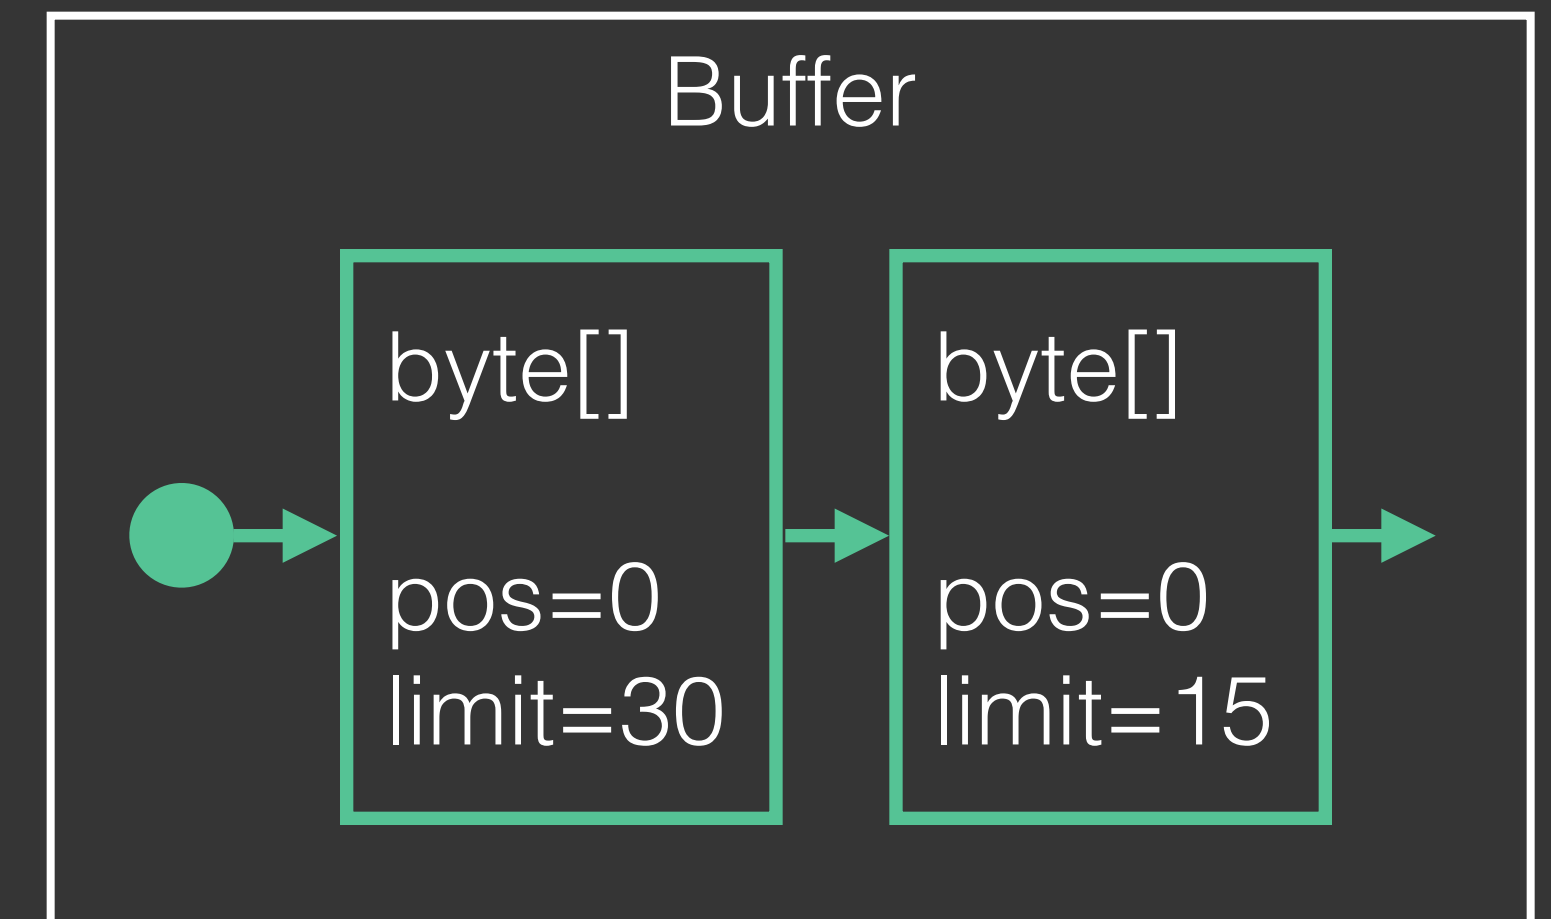 Buffer
byte[]
pos=0
limit=30
byte[]
pos=0
limit=15